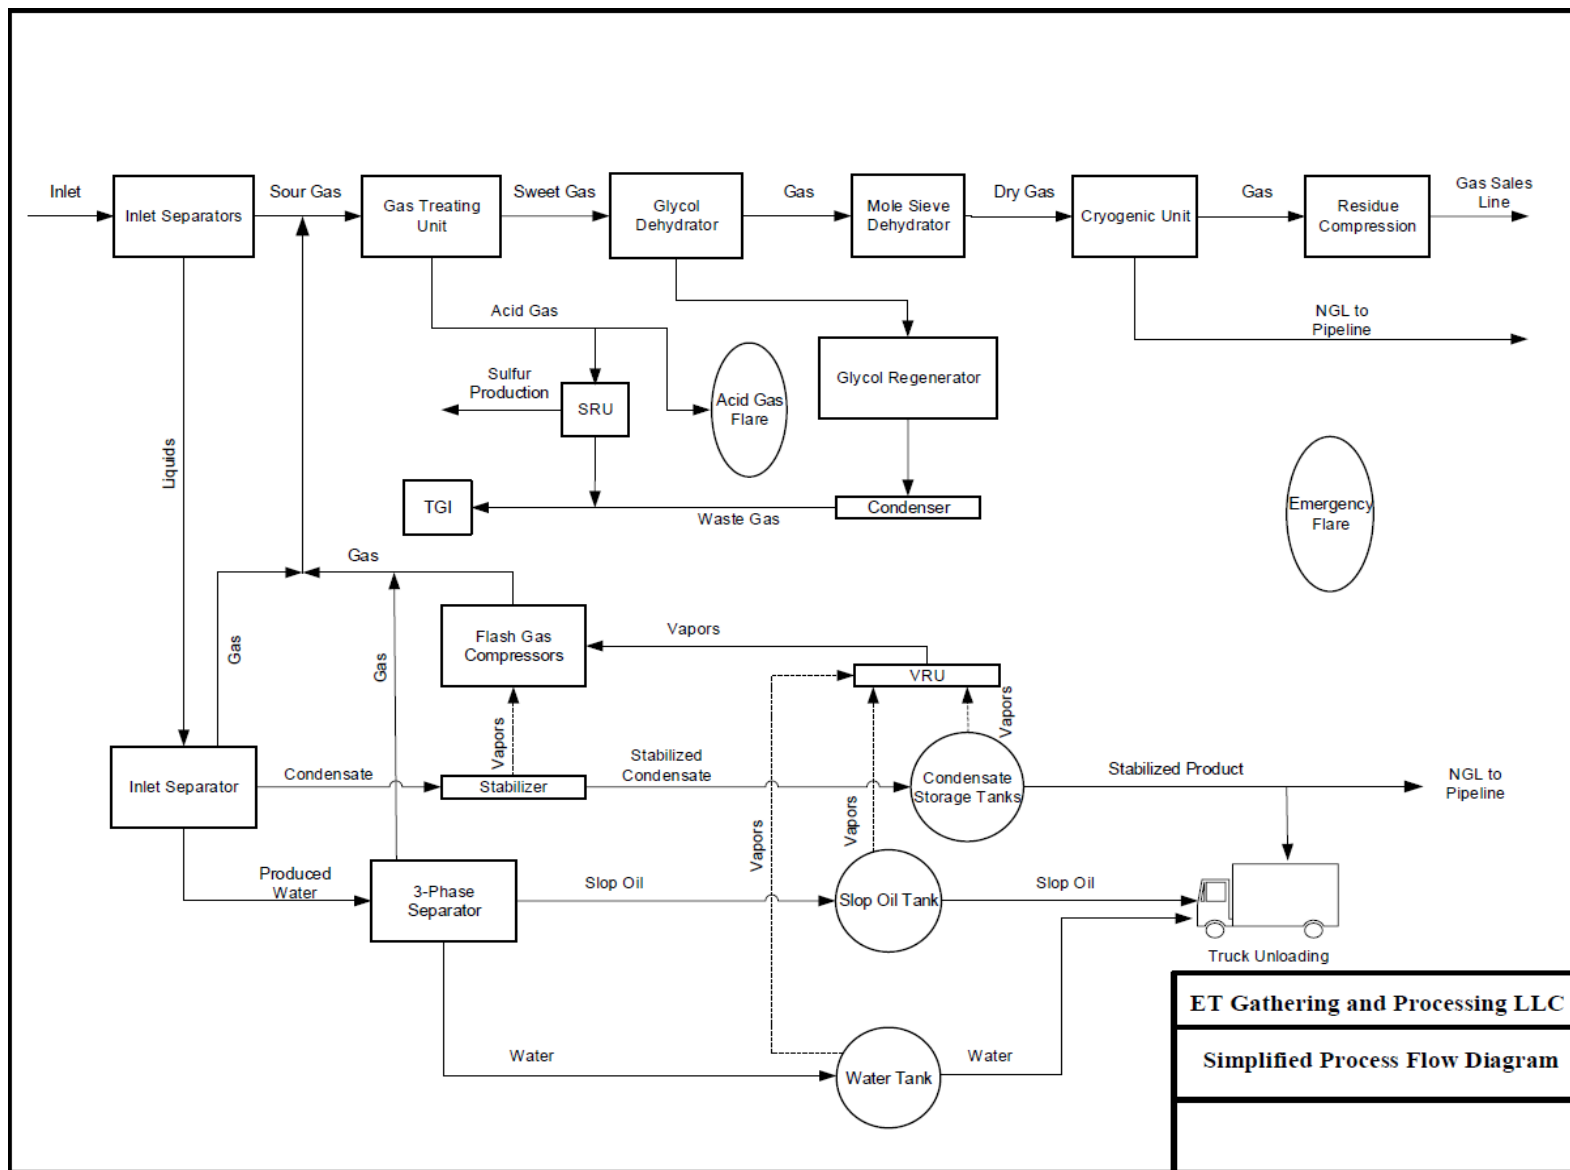 Inlet
Inlet Separators
Sour Gas
Gas Treating
Unit
Sweet Gas
Glycol
Dehydrator
Gas
Mole Sieve
Dehydrator
Dry Gas
Cryogenic Unit
Gas
Residue
Compression
Gas Sales
Line
Acid Gas
NGL to
Pipeline
Sulfur
Production
SRU
Acid Gas
Flare
Glycol Regenerator
Liquids
TGI
Waste Gas
Condenser
Emergency
Flare
Gas
Gas
Gas
Flash Gas
Compressors
Vapors
VRU
Vapors
Vapors
Vapors
Vapors
Inlet Separator
Condensate
Stabilizer
Stabilized
Condensate
Condensate
Storage Tanks
Stabilized Product
NGL to
Pipeline
Produced
Water
3-Phase
Separator
Slop Oil
Slop Oil Tank
Slop Oil
Truck Unloading
Water
Water Tank
Water
ET Gathering and Processing LLC
Simplified Process Flow Diagram